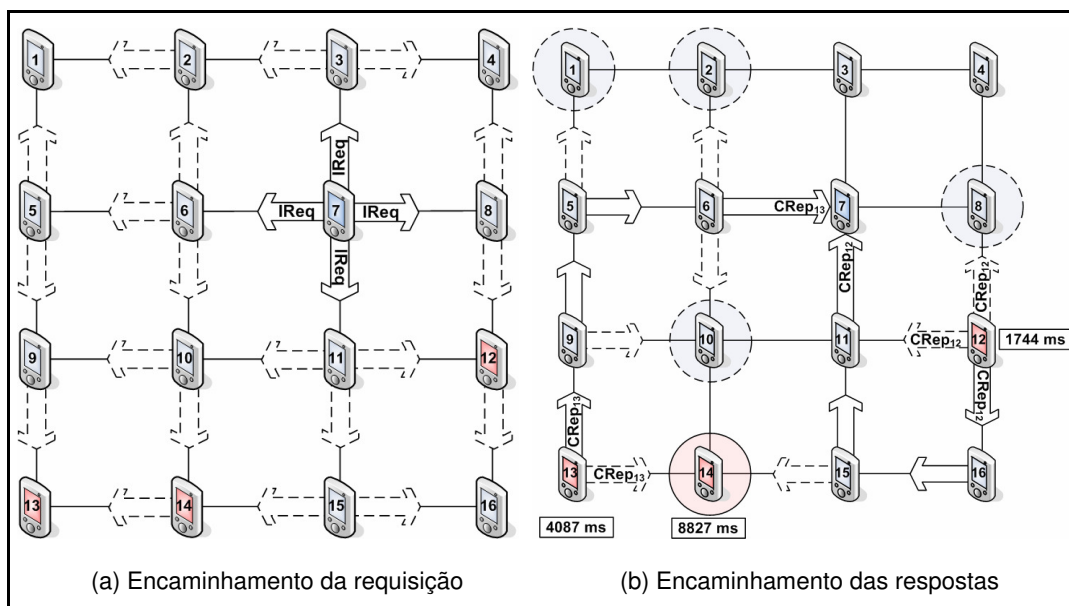 1 2 3 4
IReq
5 6 IReq 7 IReq 8
IReq
9 10 11 12
13 14 15 16
(a) Encaminhamento da requisição
1 2 3 4
5 6 CRep13 7 8
CRep12 CRep12
9 10 11 CRep12 12 1744 ms
CRep13 CRep12
13 CRep13 14 15 16
4087 ms 8827 ms
(b) Encaminhamento das respostas